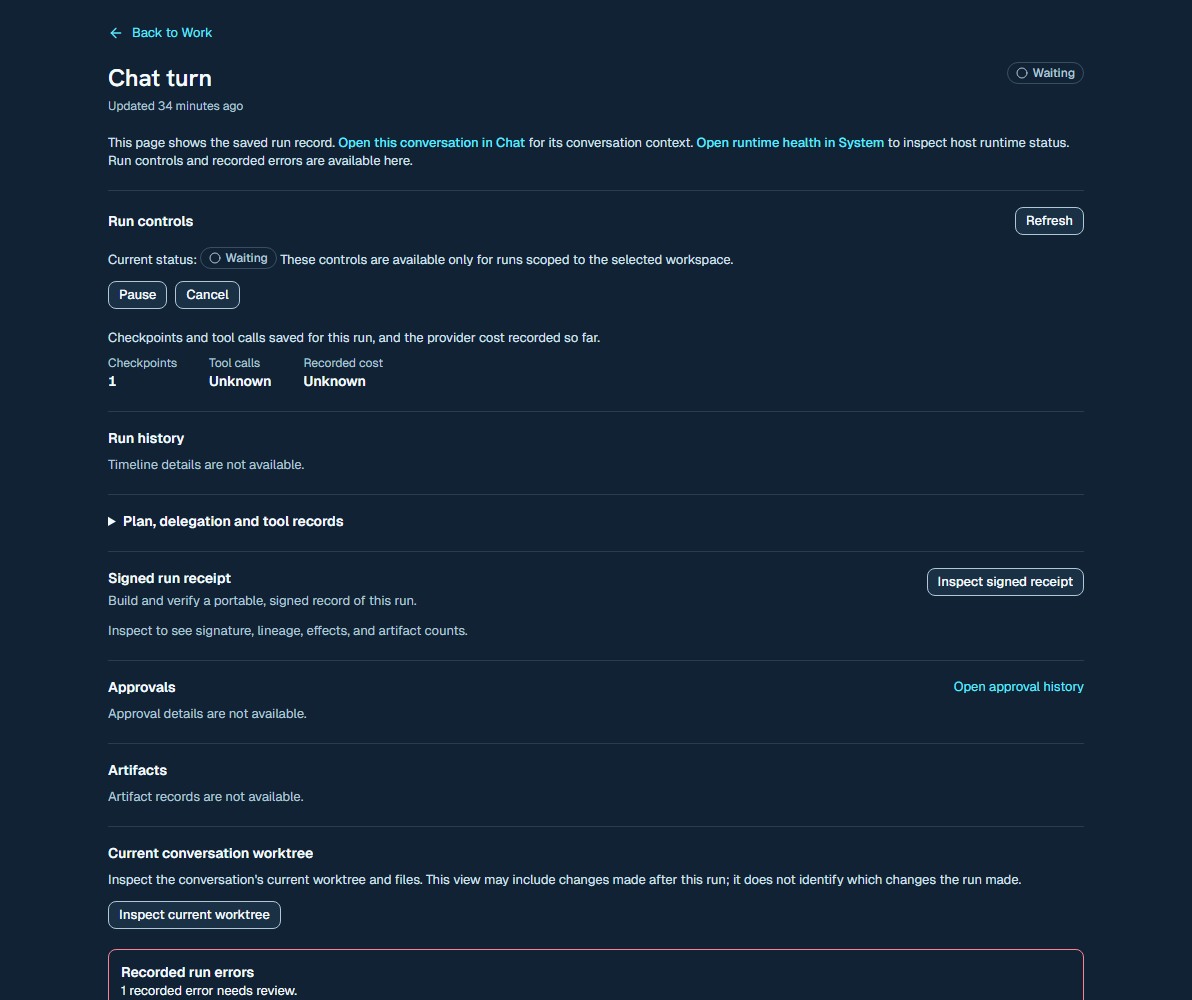 Back to Work
Chat turn
Waiting
Updated 34 minutes ago
This page shows the saved run record. Open this conversation in Chat for its conversation context. Open runtime health in System to inspect host runtime status.
Run controls and recorded errors are available here.
Run controls
Refresh
Current status: Waiting These controls are available only for runs scoped to the selected workspace.
Pause Cancel
Checkpoints and tool calls saved for this run, and the provider cost recorded so far.
Checkpoints Tool calls Recorded cost
1 Unknown Unknown
Run history
Timeline details are not available.
Plan, delegation and tool records
Signed run receipt
Inspect signed receipt
Build and verify a portable, signed record of this run.
Inspect to see signature, lineage, effects, and artifact counts.
Approvals
Open approval history
Approval details are not available.
Artifacts
Artifact records are not available.
Current conversation worktree
Inspect the conversation's current worktree and files. This view may include changes made after this run; it does not identify which changes the run made.
Inspect current worktree
Recorded run errors
1 recorded error needs review.